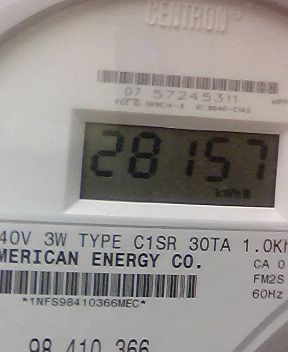 CENTRON®
07 57245311
28157
kWh
40V 3W TYPE C1SR 30TA 1.0Kh
MERICAN ENERGY CO.
CA 0
FM2S
60Hz
*1NFS98410366MEC*
98 410 366